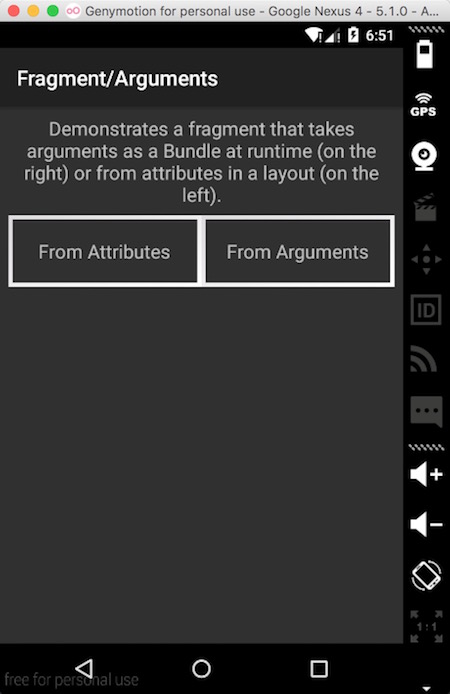 Genymotion for personal use - Google Nexus 4 - 5.1.0 - A...
6:51
Fragment/Arguments
GPS
Demonstrates a fragment that takes
arguments as a Bundle at runtime (on the
right) or from attributes in a layout (on the
left).
From Attributes
From Arguments
ID
1:1
free for personal use